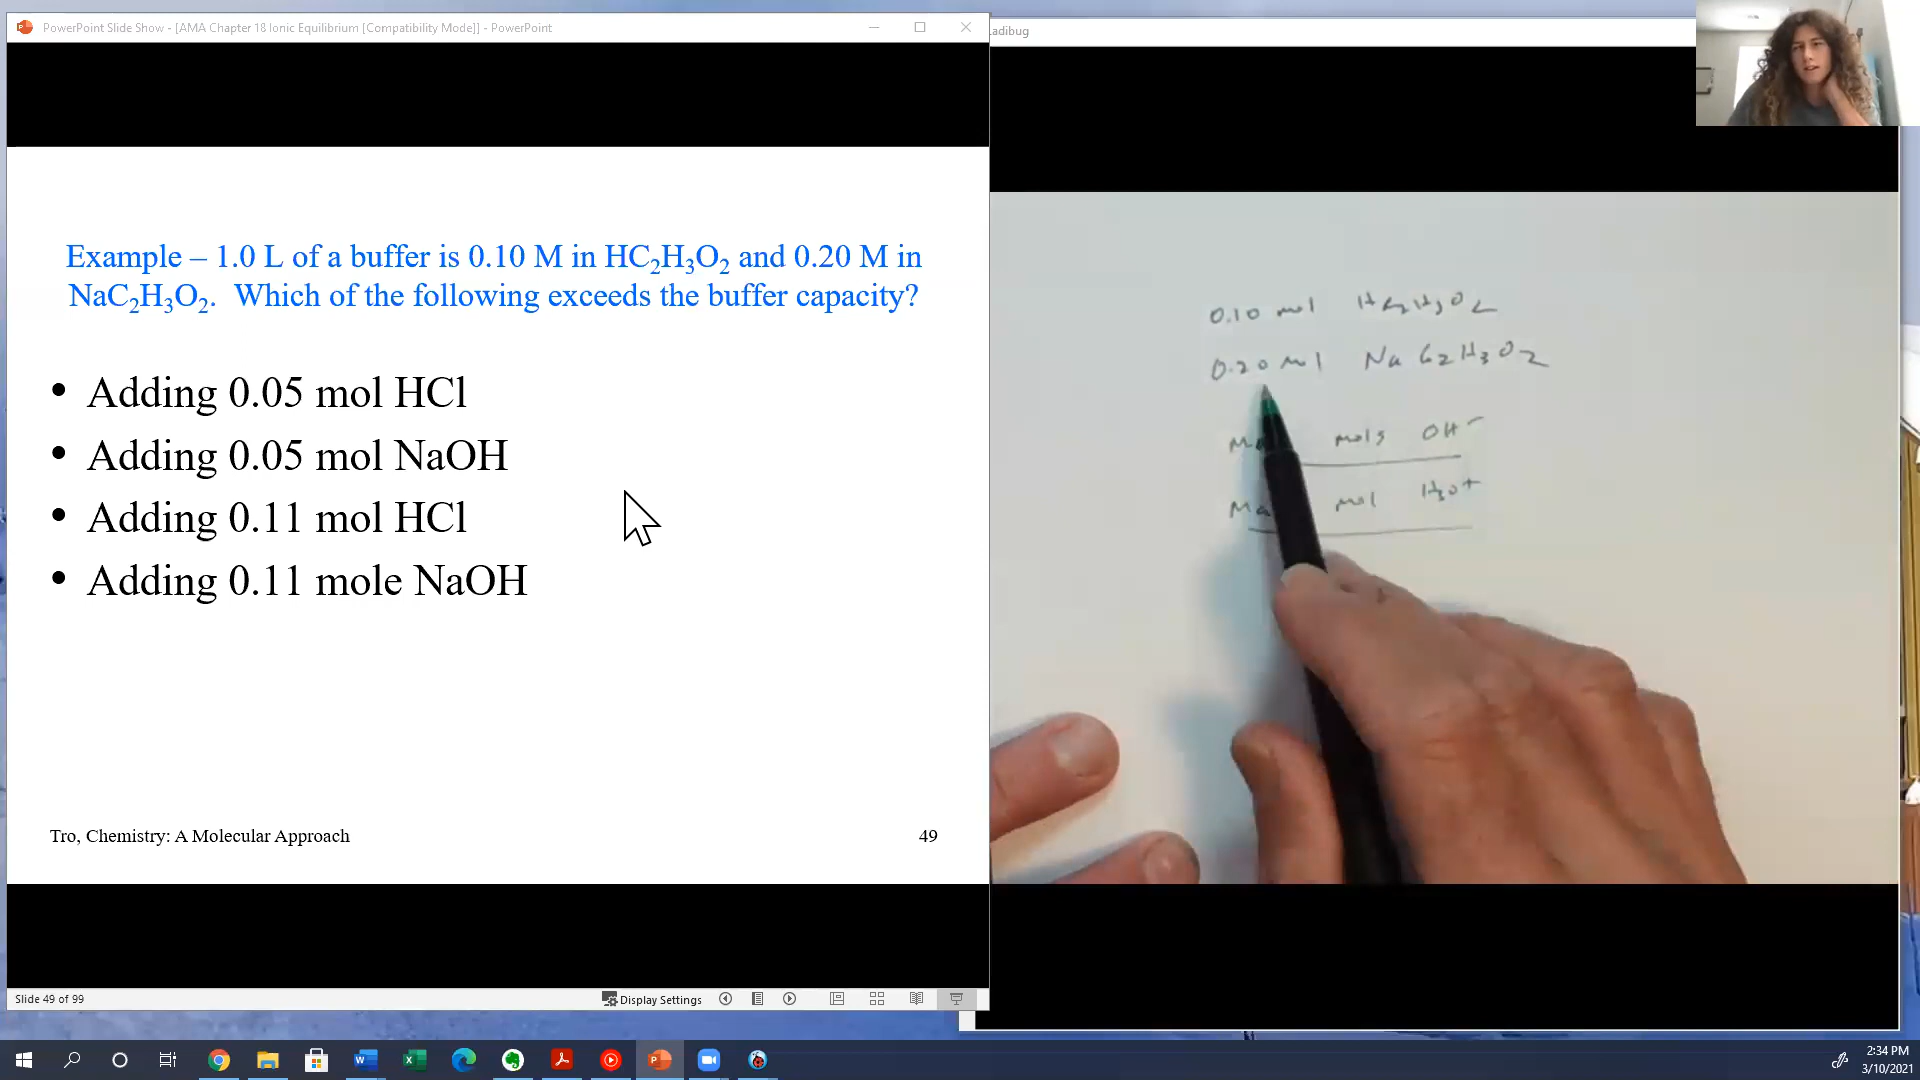 PowerPoint Slide Show - [AMA Chapter 18 Ionic Equilibrium [Compatibility Mode]] - PowerPoint
adibug
Example – 1.0 L of a buffer is 0.10 M in HC₂H₃O₂ and 0.20 M in
NaC₂H₃O₂. Which of the following exceeds the buffer capacity?
• Adding 0.05 mol HCl
• Adding 0.05 mol NaOH
• Adding 0.11 mol HCl
• Adding 0.11 mole NaOH
Tro, Chemistry: A Molecular Approach
49
0.10 mol HC₂H₃O₂
0.20 mol NaC₂H₃O₂
mols OH⁻
mol H₃O⁺
Slide 49 of 99
Display Settings
2:34 PM
3/10/2021